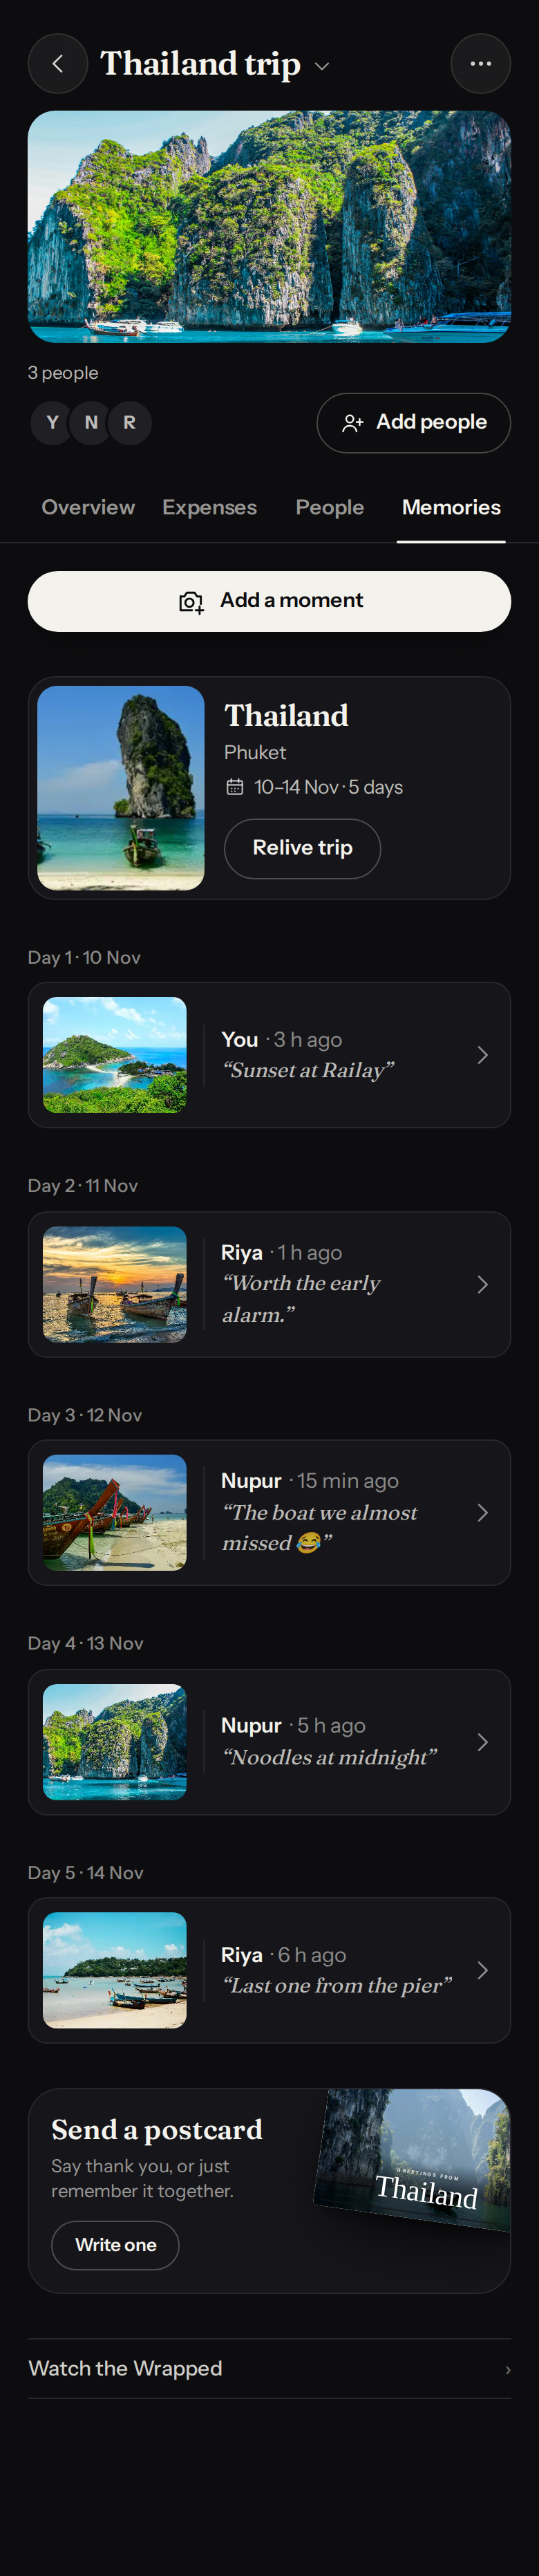 Thailand trip
3 people
Y N R
Add people
Overview Expenses People Memories
Add a moment
Thailand
Phuket
10–14 Nov · 5 days
Relive trip
Day 1 · 10 Nov
You · 3 h ago
“Sunset at Railay”
Day 2 · 11 Nov
Riya · 1 h ago
“Worth the early
alarm.”
Day 3 · 12 Nov
Nupur · 15 min ago
“The boat we almost
missed 😂”
Day 4 · 13 Nov
Nupur · 5 h ago
“Noodles at midnight”
Day 5 · 14 Nov
Riya · 6 h ago
“Last one from the pier”
Send a postcard
Say thank you, or just
remember it together.
GREETINGS FROM
Thailand
Write one
Watch the Wrapped